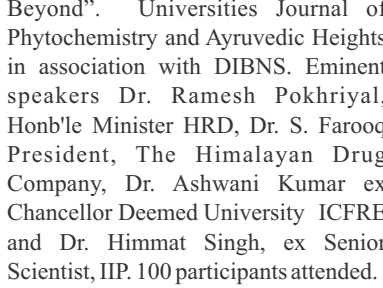 Beyond”. Universities Journal of
Phytochemistry and Ayruvedic Heights
in association with DIBNS. Eminent
speakers Dr. Ramesh Pokhriyal,
Honb'le Minister HRD, Dr. S. Farooq
President, The Himalayan Drug
Company, Dr. Ashwani Kumar ex
Chancellor Deemed University ICFRE
and Dr. Himmat Singh, ex Senior
Scientist, IIP. 100 participants attended.